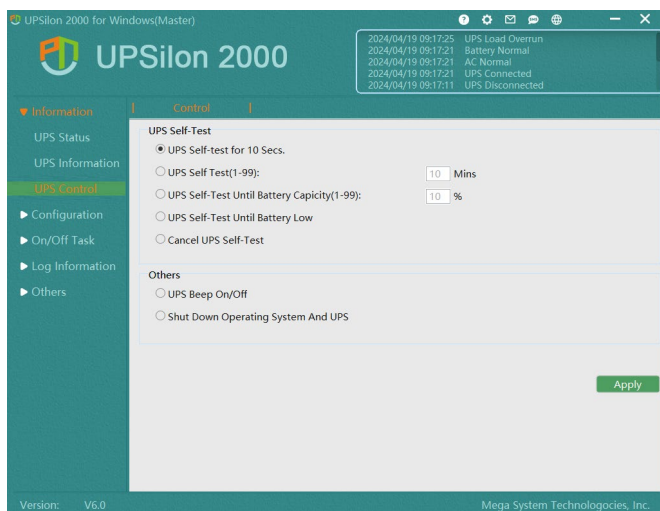 UPSilon 2000 for Windows(Master)
UPSilon 2000
2024/04/19 09:17:25 UPS Load Overrun
2024/04/19 09:17:21 Battery Normal
2024/04/19 09:17:21 AC Normal
2024/04/19 09:17:21 UPS Connected
2024/04/19 09:17:11 UPS Disconnected
Information
UPS Status
UPS Information
UPS Control
Configuration
On/Off Task
Log Information
Others
Control
UPS Self-Test
UPS Self-test for 10 Secs.
UPS Self Test(1-99): 10 Mins
UPS Self-Test Until Battery Capicity(1-99): 10 %
UPS Self-Test Until Battery Low
Cancel UPS Self-Test
Others
UPS Beep On/Off
Shut Down Operating System And UPS
Apply
Version: V6.0
Mega System Technologocies, Inc.